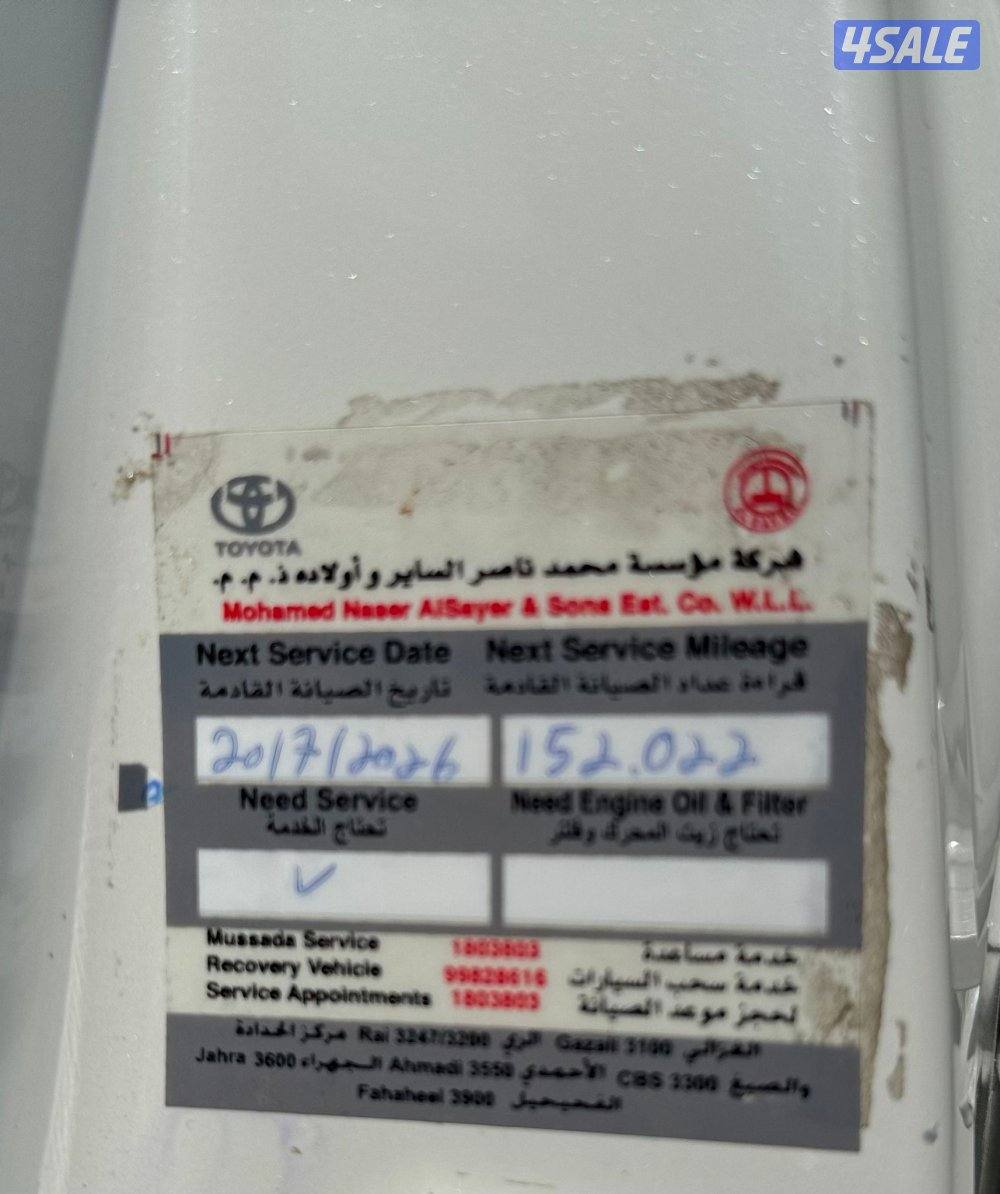 4SALE
TOYOTA
شركة مؤسسة محمد ناصر الساير و أولاده ذ. م. م.
Mohamed Naser AlSayer & Sons Est. Co. W.L.L.
Next Service Date Next Service Mileage
تاريخ الصيانة القادمة قراءة عداد الصيانة القادمة
20/7/2026 152.022
Need Service Need Engine Oil & Filter
تحتاج الخدمة تحتاج زيت المحرك وفلتر
✓
Mussada Service 1803803 خدمة مساعدة
Recovery Vehicle 99828616 خدمة سحب السيارات
Service Appointments 1803803 لحجز موعد الصيانة
الغزالي Gazali 3100 الري Rai 3247/3200 مركز الحدادة
والصبغ CBS 3300 الأحمدي Ahmadi 3550 الجهراء Jahra 3600
الفحيحيل Fahaheel 3900